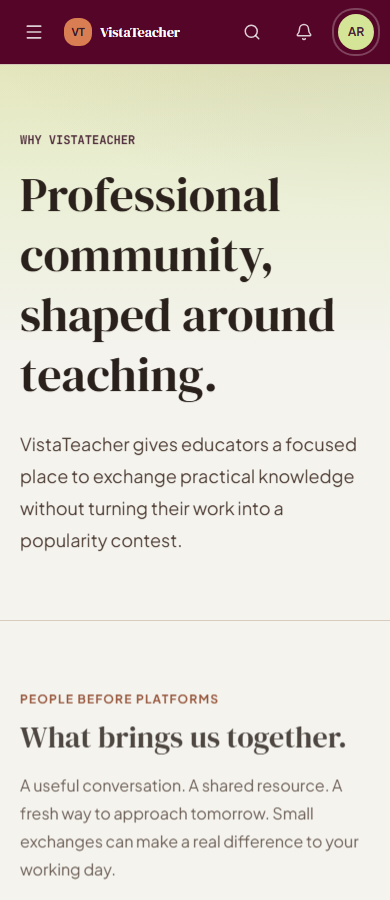 VT VistaTeacher AR
WHY VISTATEACHER
Professional
community,
shaped around
teaching.
VistaTeacher gives educators a focused
place to exchange practical knowledge
without turning their work into a
popularity contest.
PEOPLE BEFORE PLATFORMS
What brings us together.
A useful conversation. A shared resource. A
fresh way to approach tomorrow. Small
exchanges can make a real difference to your
working day.